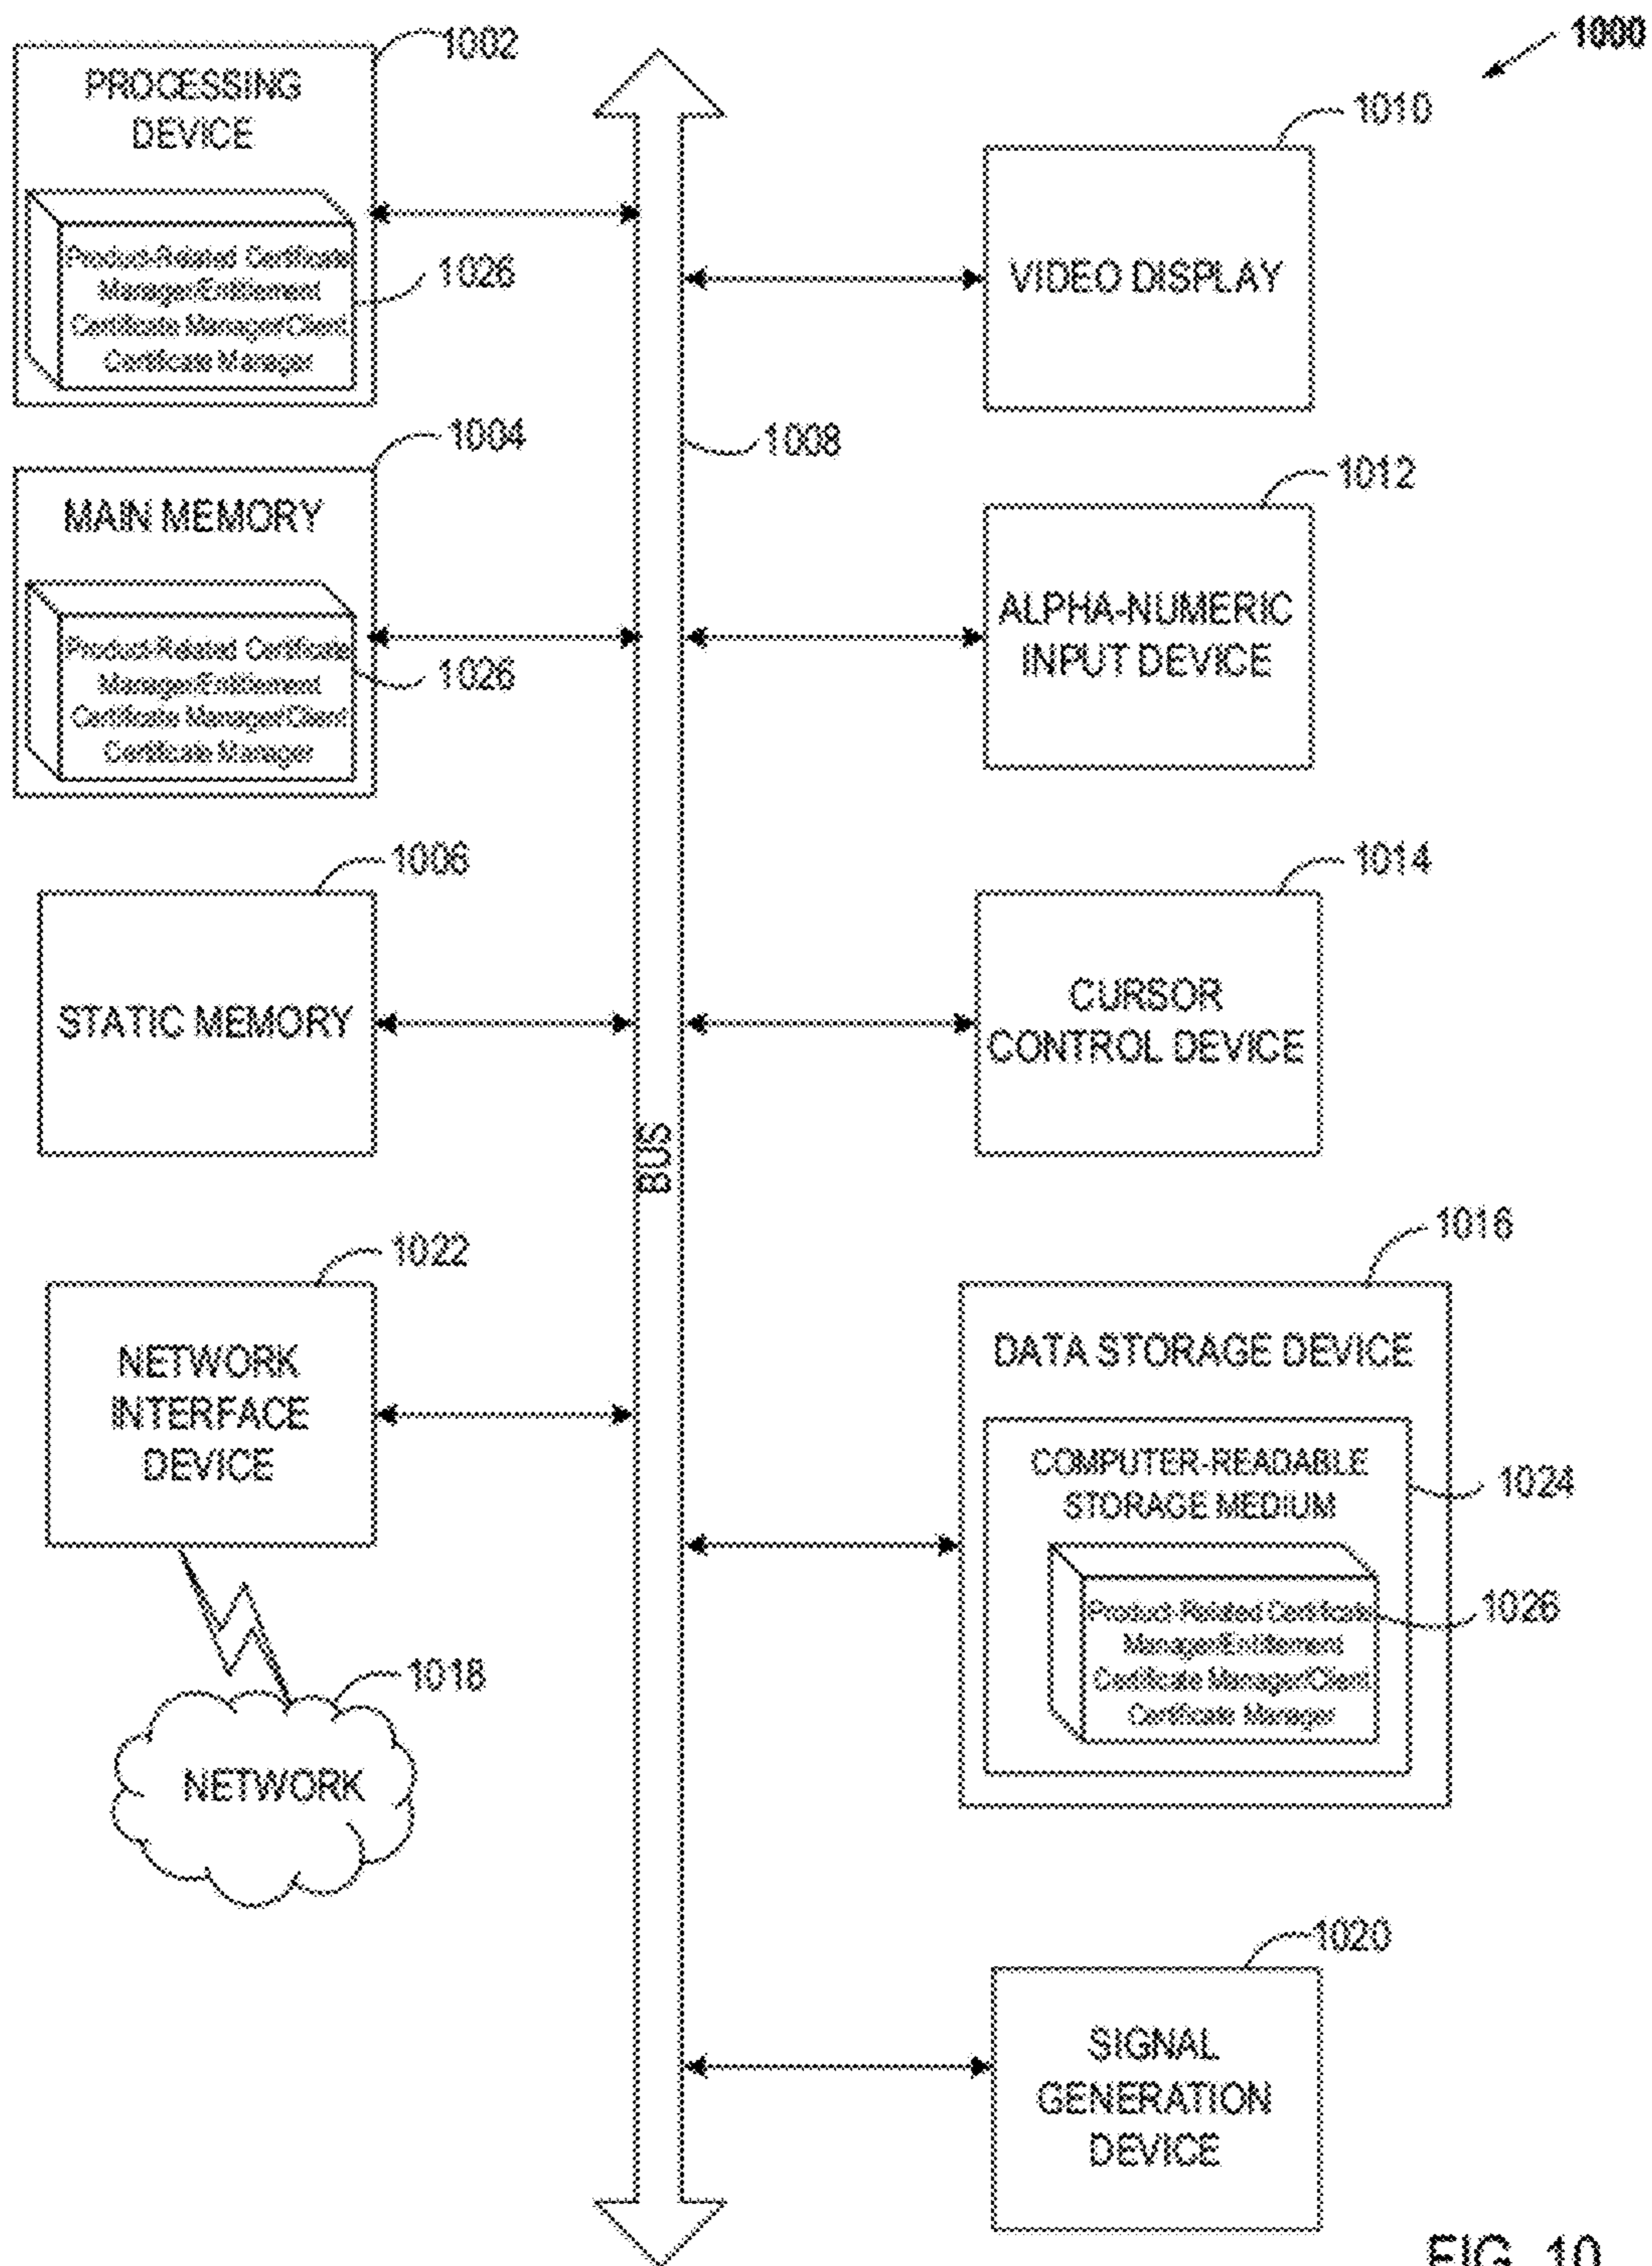 1000
1002
PROCESSING
DEVICE
Product-Related Certificate
Manager/Entitlement
Certificate Manager/Client
Certificate Manager
1026
1010
VIDEO DISPLAY
1008
1004
MAIN MEMORY
Product-Related Certificate
Manager/Entitlement
Certificate Manager/Client
Certificate Manager
1026
1012
ALPHA-NUMERIC
INPUT DEVICE
1006
STATIC MEMORY
1014
CURSOR
CONTROL DEVICE
BUS
1022
NETWORK
INTERFACE
DEVICE
1016
DATA STORAGE DEVICE
COMPUTER-READABLE
STORAGE MEDIUM
1024
Product-Related Certificate
Manager/Entitlement
Certificate Manager/Client
Certificate Manager
1026
1018
NETWORK
1020
SIGNAL
GENERATION
DEVICE
FIG. 10